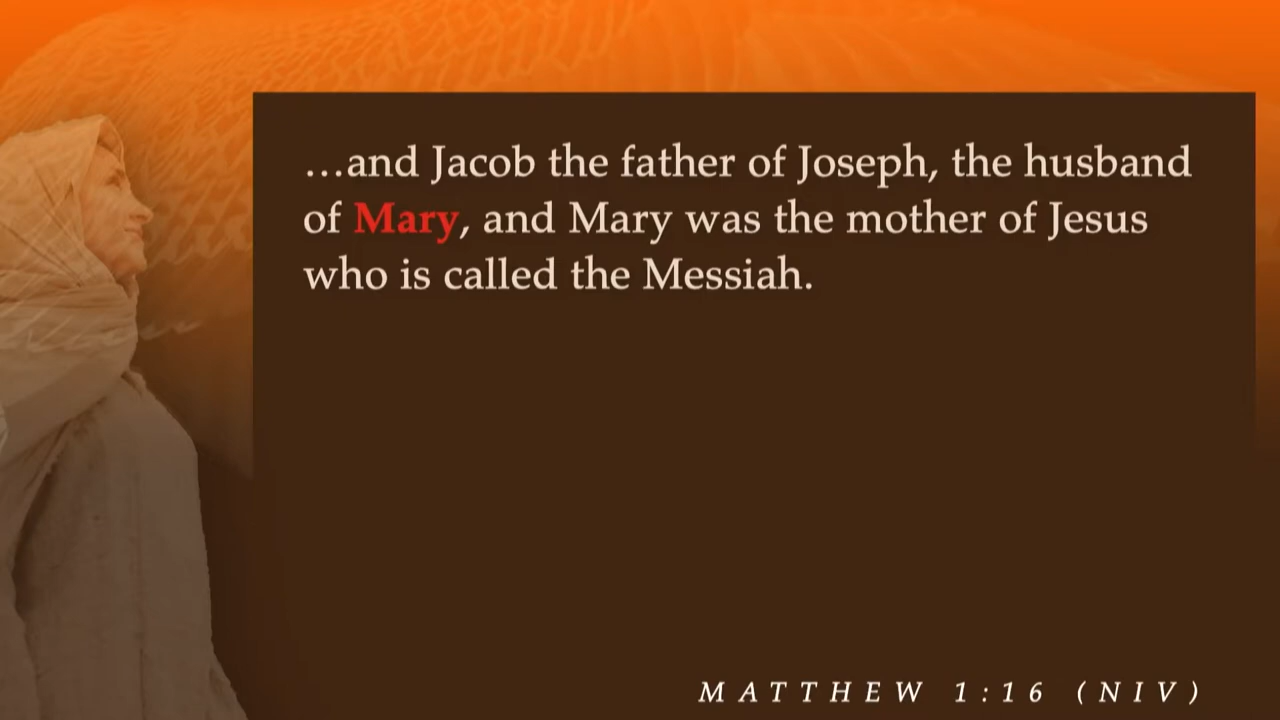 …and Jacob the father of Joseph, the husband
of Mary, and Mary was the mother of Jesus
who is called the Messiah.
MATTHEW 1:16 (NIV)